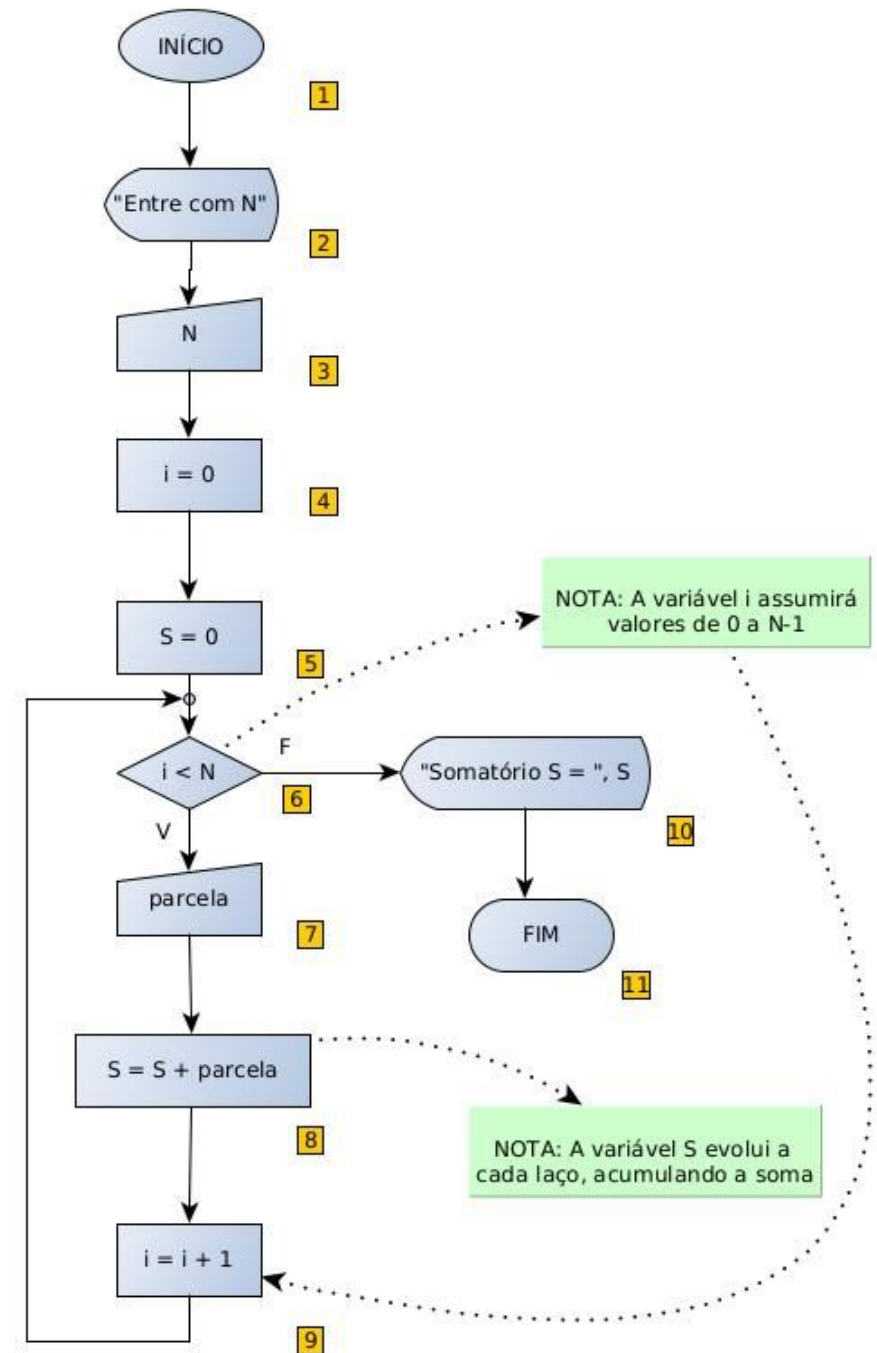 INÍCIO
1
"Entre com N"
2
N
3
i = 0
4
S = 0
5
NOTA: A variável i assumirá
valores de 0 a N-1
i < N
F
V
6
"Somatório S = ", S
10
parcela
7
FIM
11
S = S + parcela
8
NOTA: A variável S evolui a
cada laço, acumulando a soma
i = i + 1
9